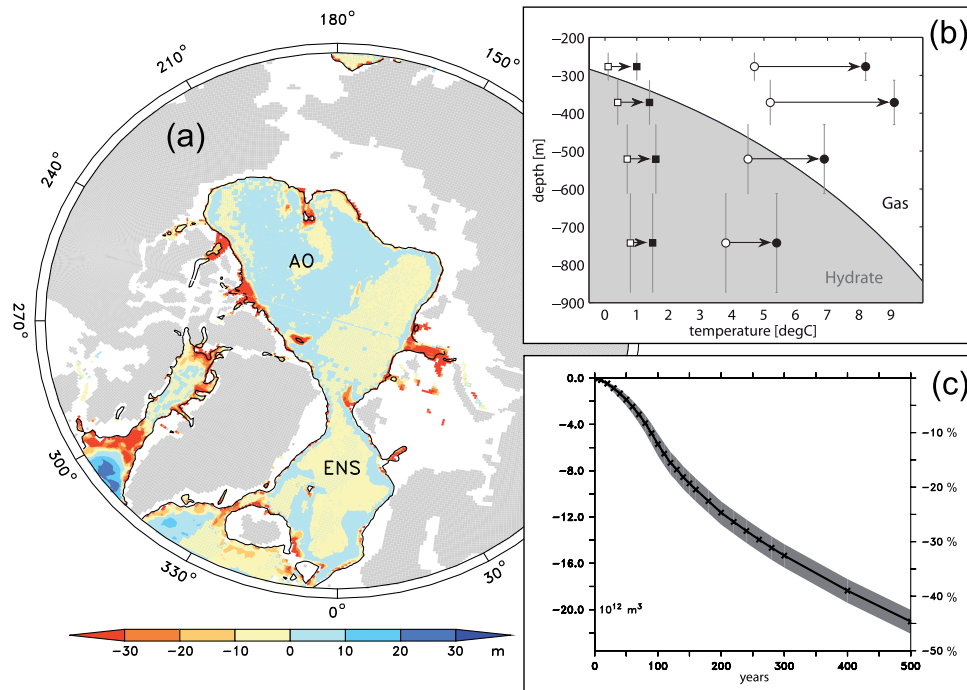 180°
150°
240°
270°
300°
330°
0°
30°
(a)
AO
ENS
−30 −20 −10 0 10 20 30 m
(b)
−200
−300
−400
−500
−600
−700
−800
−900
depth [m]
0 1 2 3 4 5 6 7 8 9
temperature [degC]
Gas
Hydrate
(c)
0.0
−4.0
−8.0
−12.0
−16.0
−20.0
10¹² m³
−10 %
−20 %
−30 %
−40 %
−50 %
0 100 200 300 400 500
years